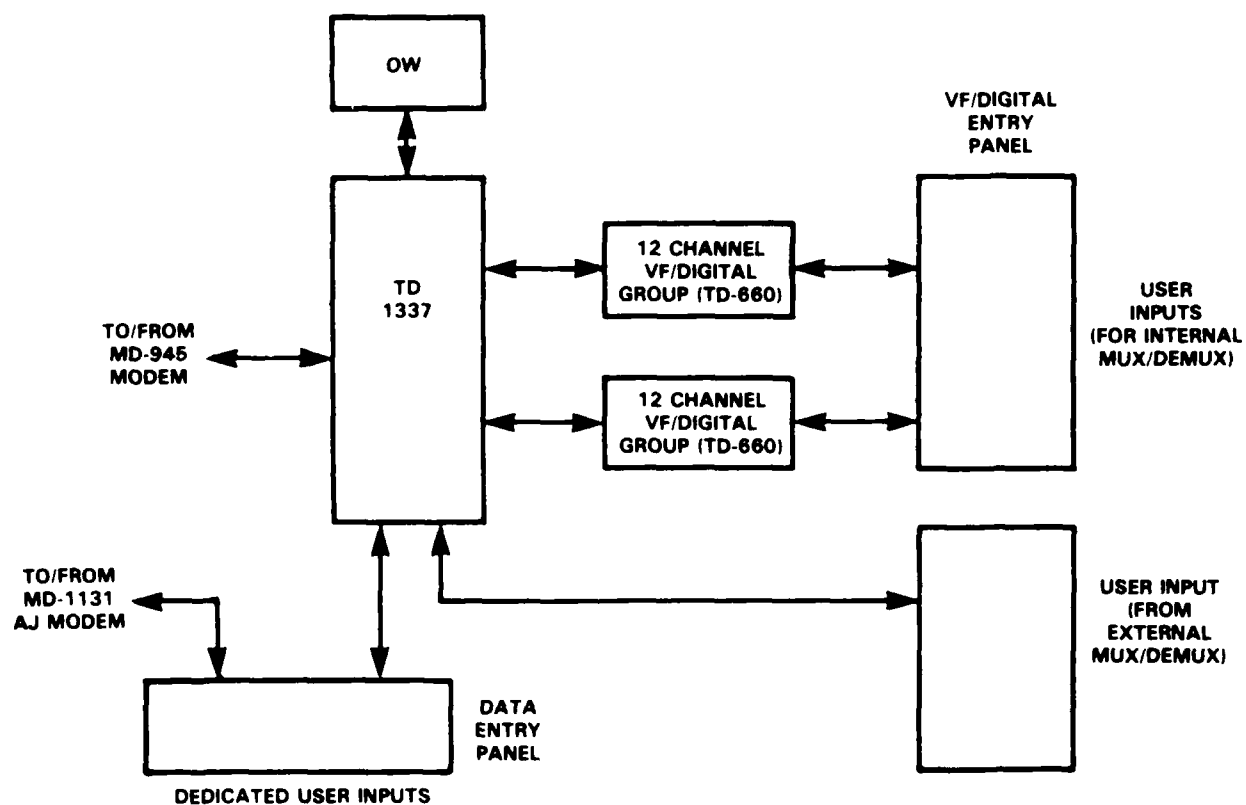 OW
VF/DIGITAL
ENTRY
PANEL
TD
1337
12 CHANNEL
VF/DIGITAL
GROUP (TD-660)
USER
INPUTS
(FOR INTERNAL
MUX/DEMUX)
TO/FROM
MD-945
MODEM
12 CHANNEL
VF/DIGITAL
GROUP (TD-660)
TO/FROM
MD-1131
AJ MODEM
USER INPUT
(FROM
EXTERNAL
MUX/DEMUX)
DATA
ENTRY
PANEL
DEDICATED USER INPUTS